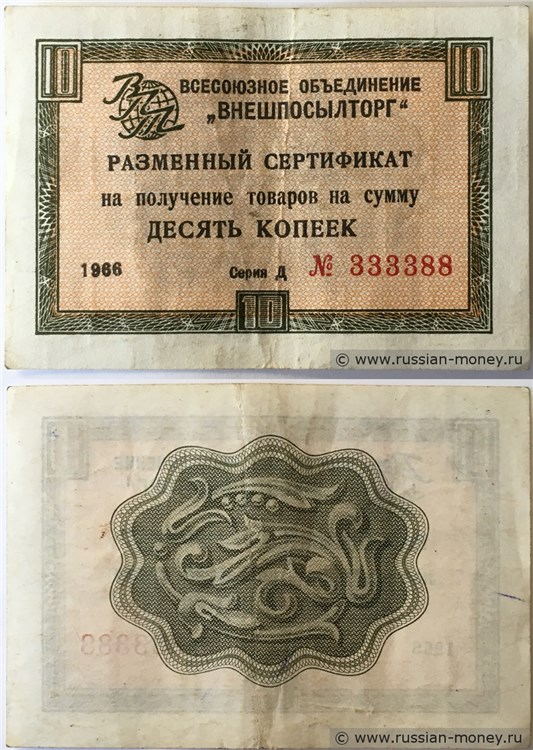 10 10
ВПТ
ВСЕСОЮЗНОЕ ОБЪЕДИНЕНИЕ
„ВНЕШПОСЫЛТОРГ“
РАЗМЕННЫЙ СЕРТИФИКАТ
на получение товаров на сумму
ДЕСЯТЬ КОПЕЕК
1966 Серия Д № 333388
10
© www.russian-money.ru
© www.russian-money.ru